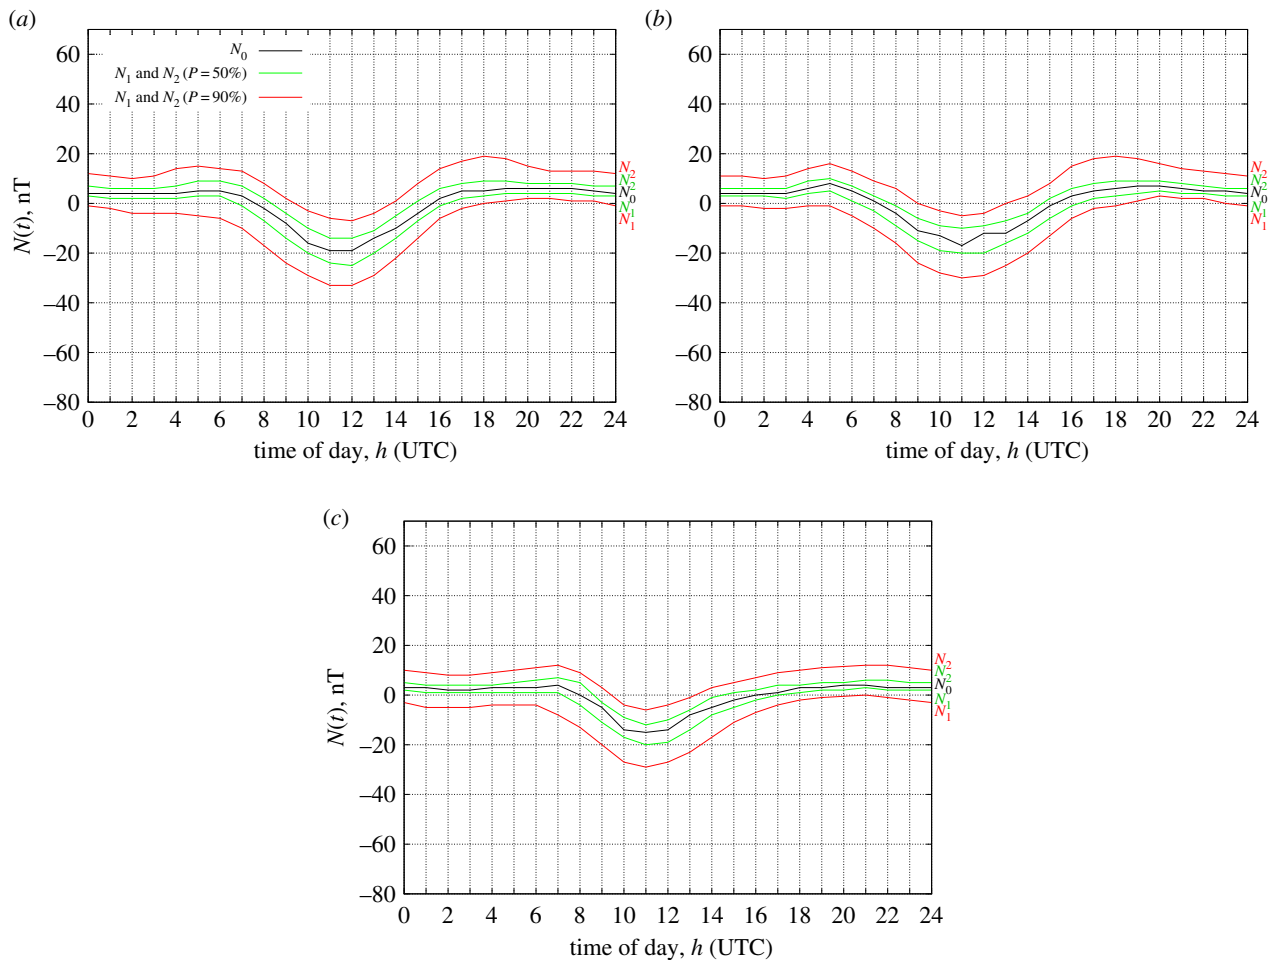 (a)
N0
N1 and N2 (P = 50%)
N1 and N2 (P = 90%)
60
40
20
0
–20
–40
–60
–80
N(t), nT
N2
N2
N0
N1
N1
0 2 4 6 8 10 12 14 16 18 20 22 24
time of day, h (UTC)
(b)
60
40
20
0
–20
–40
–60
–80
N2
N2
N0
N1
N1
0 2 4 6 8 10 12 14 16 18 20 22 24
time of day, h (UTC)
(c)
60
40
20
0
–20
–40
–60
–80
N(t), nT
N2
N2
N0
N1
N1
0 2 4 6 8 10 12 14 16 18 20 22 24
time of day, h (UTC)